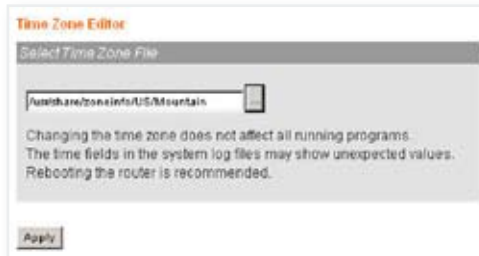 Time Zone Editor
Select Time Zone File
/usr/share/zoneinfo/US/Mountain
...
Changing the time zone does not affect all running programs.
The time fields in the system log files may show unexpected values.
Rebooting the router is recommended.
Apply